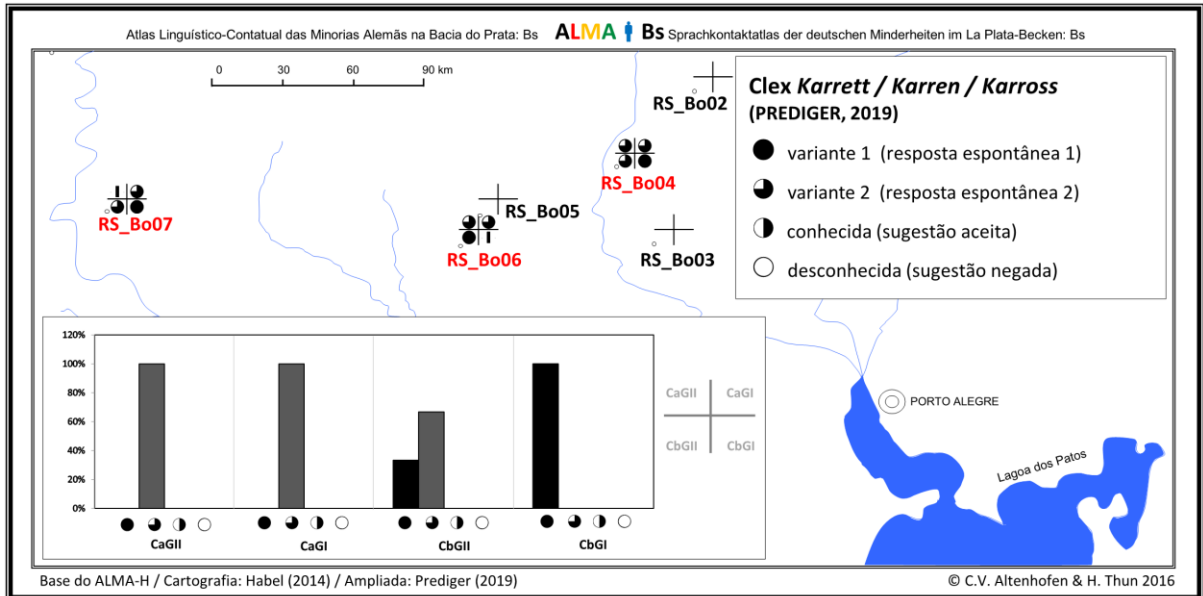 Atlas Linguístico-Contatual das Minorias Alemãs na Bacia do Prata: Bs ALMA Bs Sprachkontaktatlas der deutschen Minderheiten im La Plata-Becken: Bs
0 30 60 90 km
RS_Bo02
RS_Bo04
RS_Bo07
RS_Bo05
RS_Bo06
RS_Bo03
Clex Karrett / Karren / Kaross
(PREDIGER, 2019)
variante 1 (resposta espontânea 1)
variante 2 (resposta espontânea 2)
conhecida (sugestão aceita)
desconhecida (sugestão negada)
120%
100%
80%
60%
40%
20%
0%
CaGII CaGI CbGII CbGI
CaGII CaGI
CbGII CbGI
PORTO ALEGRE
Lagoa dos Patos
Base do ALMA-H / Cartografia: Habel (2014) / Ampliada: Prediger (2019)
© C.V. Altenhofen & H. Thun 2016